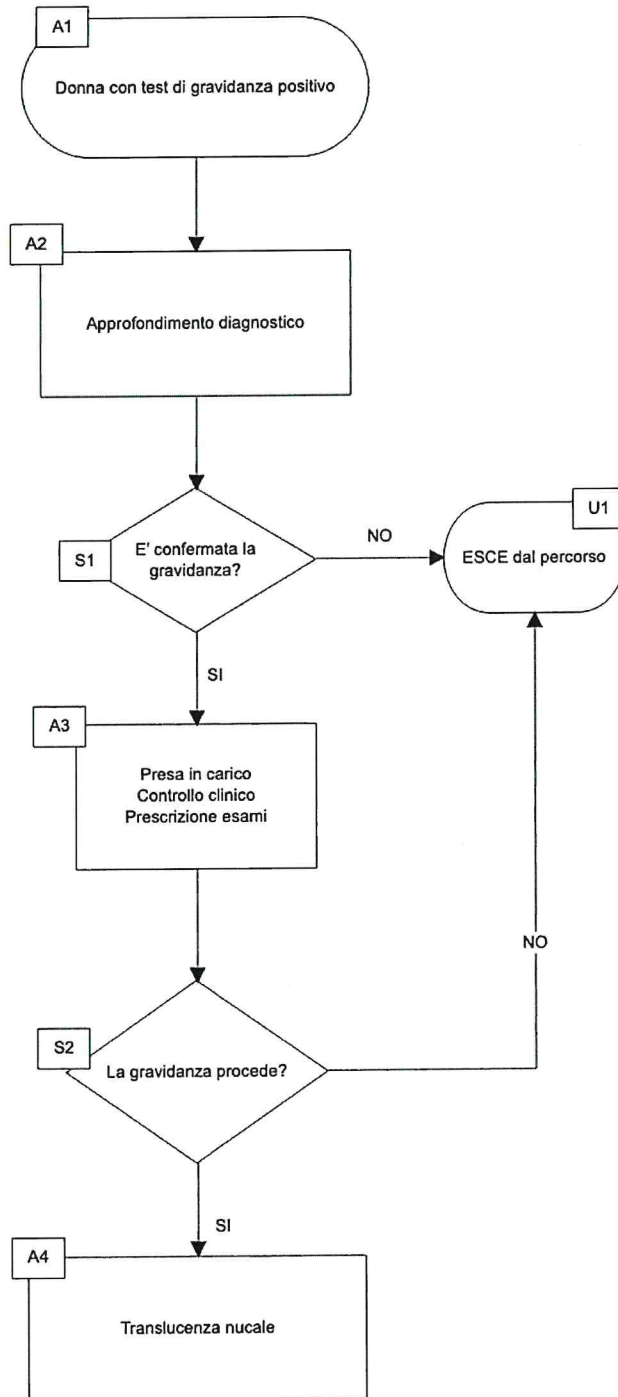 A1
Donna con test di gravidanza positivo
A2
Approfondimento diagnostico
S1
E' confermata la
gravidanza?
NO
U1
ESCE dal percorso
SI
A3
Presa in carico
Controllo clinico
Prescrizione esami
NO
S2
La gravidanza procede?
SI
A4
Translucenza nucale